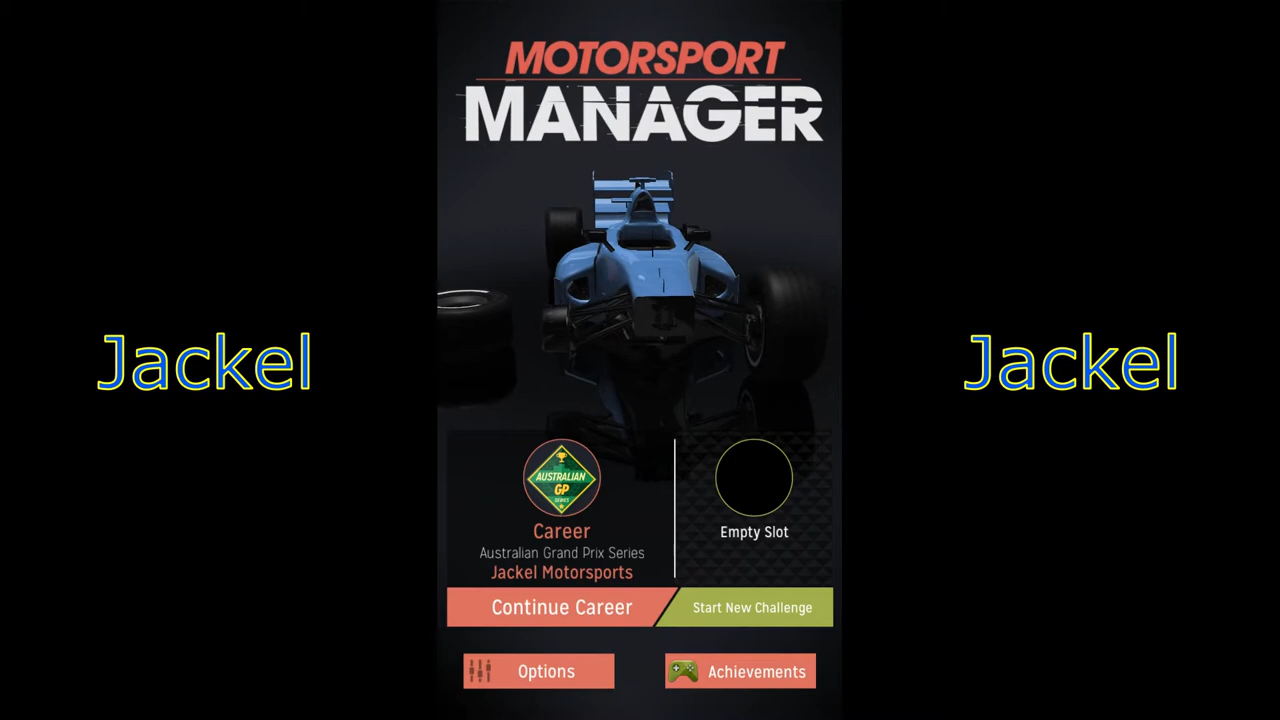 MOTORSPORT
MANAGER
Jackel
Jackel
AUSTRALIAN
GP
SERIES
Career
Australian Grand Prix Series
Jackel Motorsports
Empty Slot
Continue Career
Start New Challenge
Options
Achievements